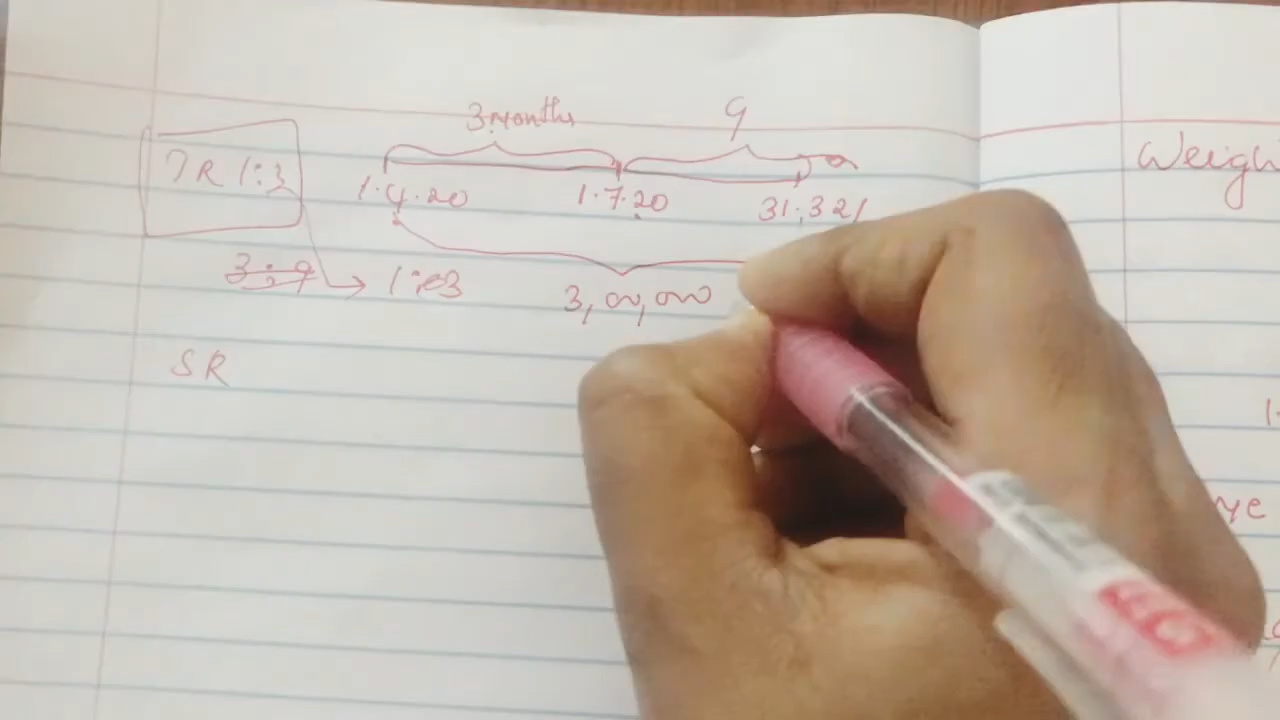 3 months 9
TR 1:3
1.4.20 1.7.20 31.3.21
3:9 → 1:3
3,00,000
SR
Weigh